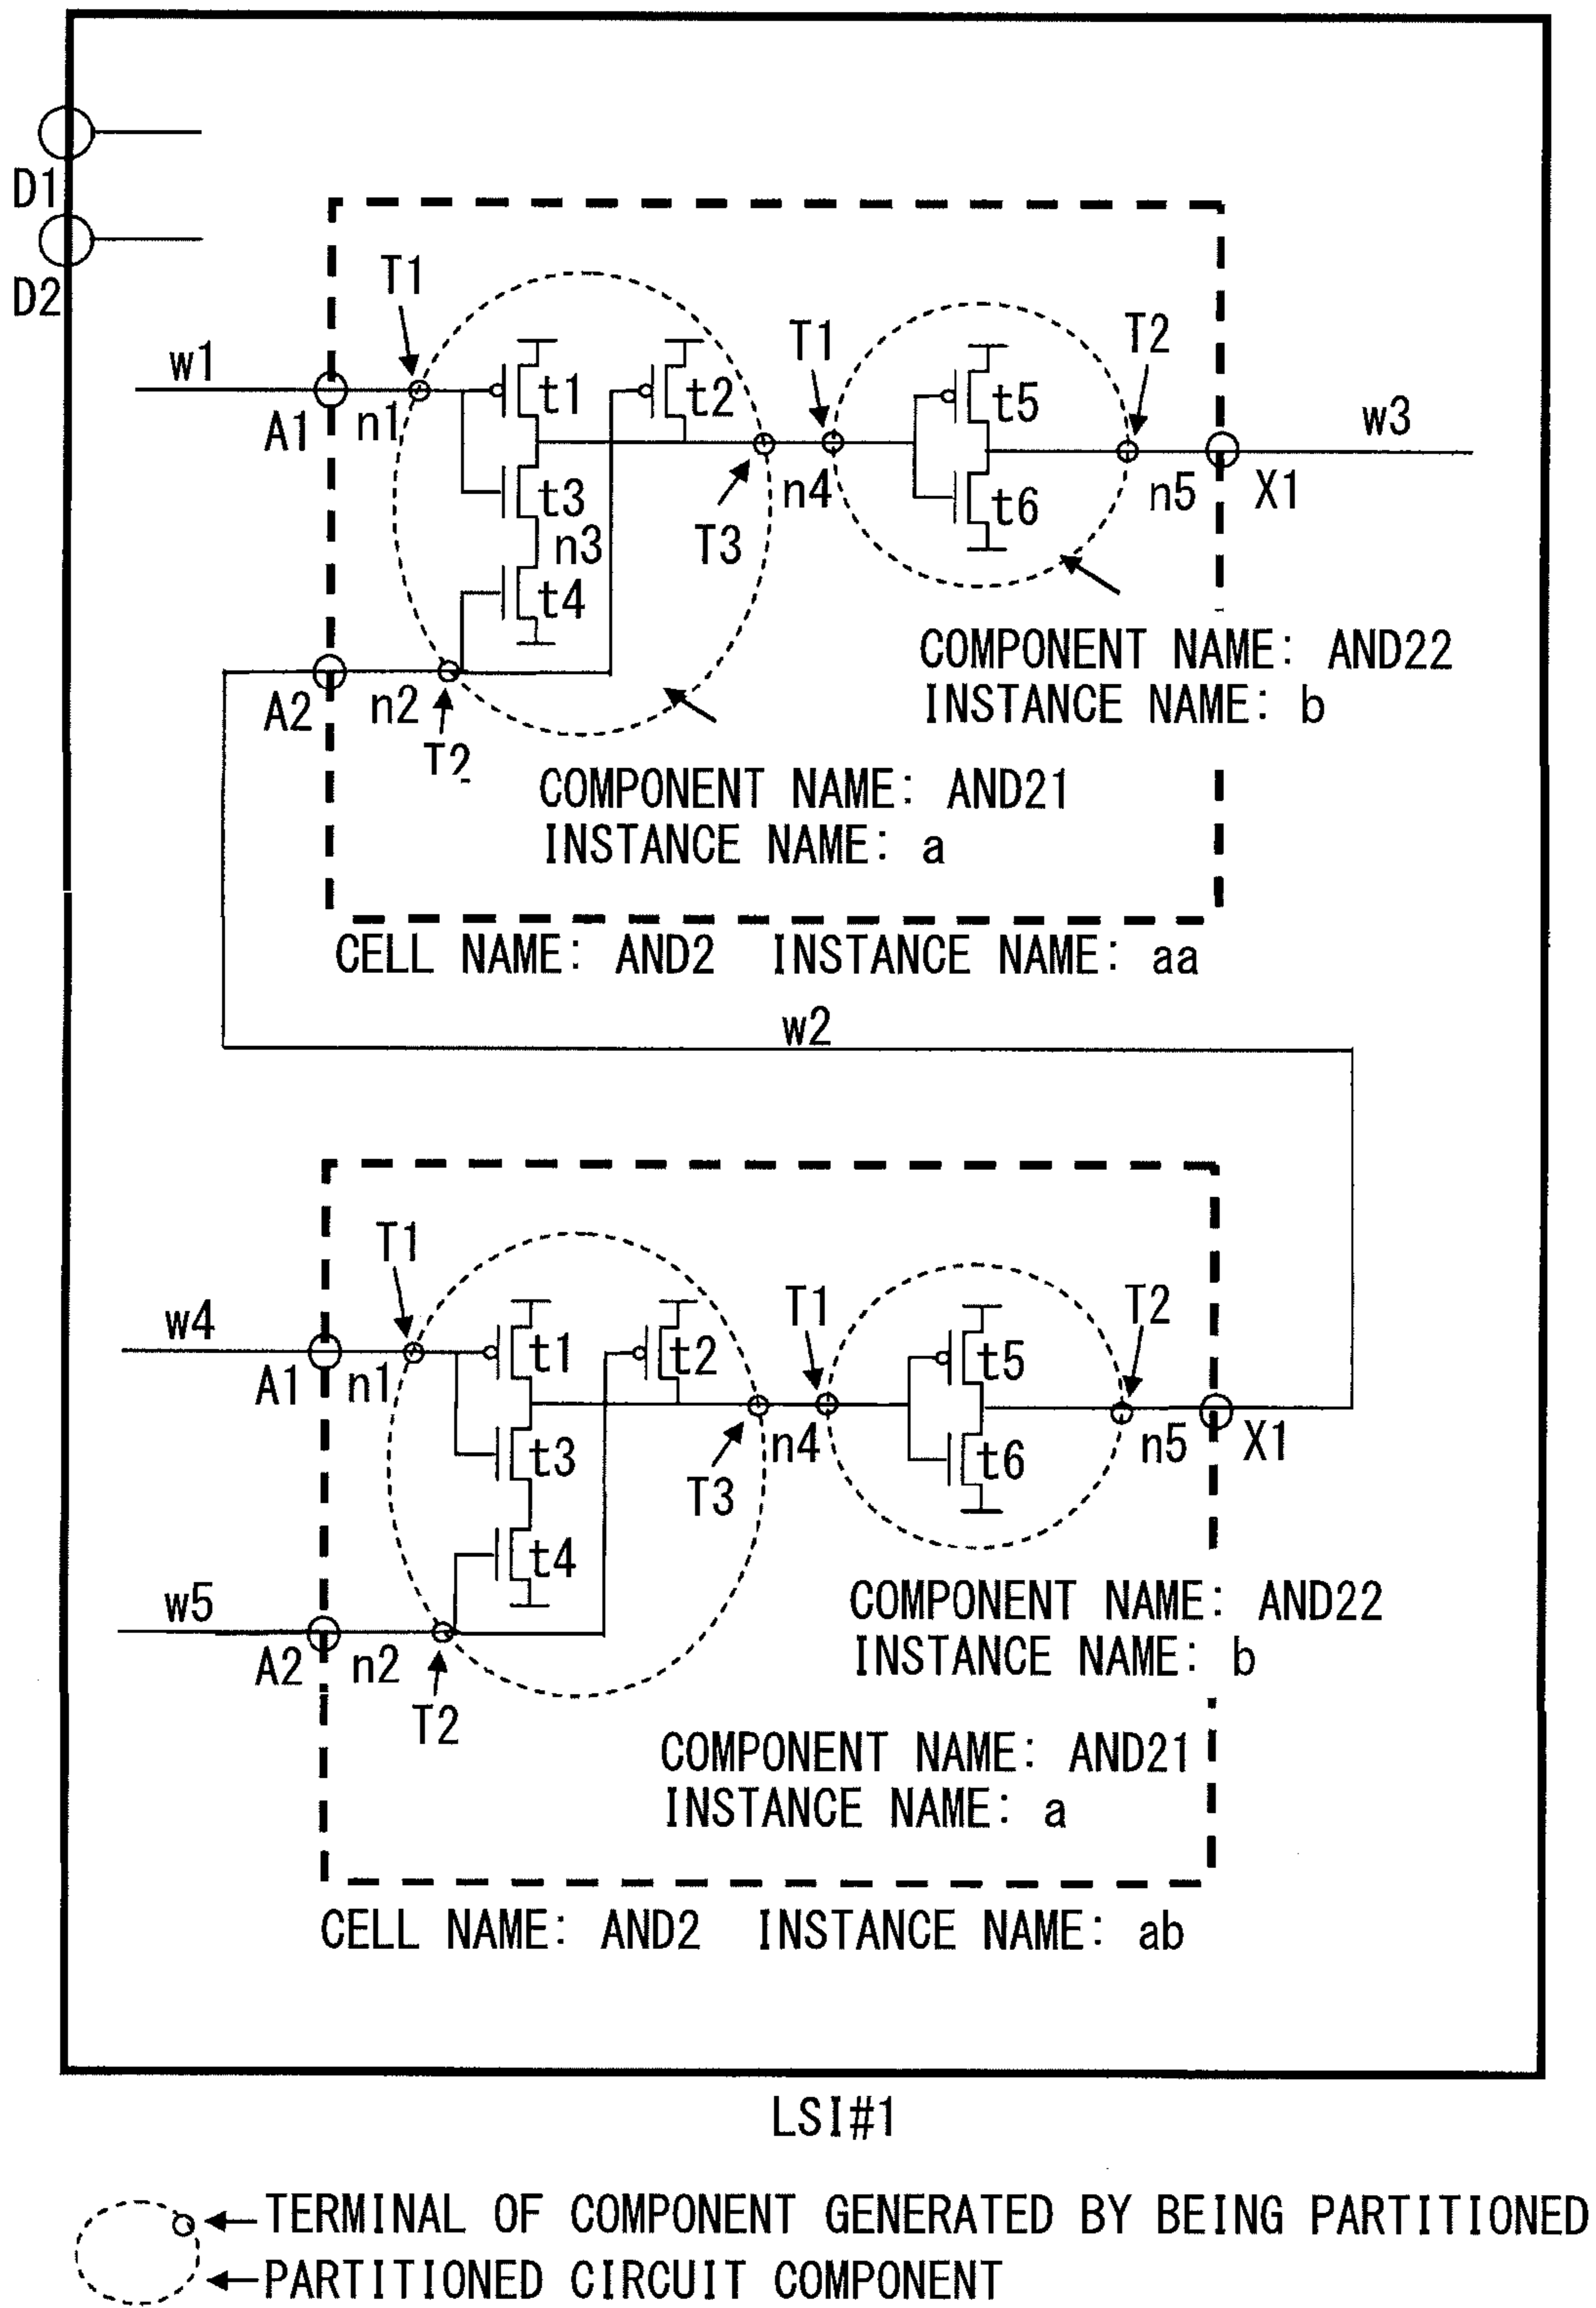 D1
D2
T1
w1
A1
n1
t1
t2
t3
n3
t4
A2
n2
T2
T3
T1
n4
t5
t6
T2
n5
X1
w3
COMPONENT NAME: AND22
INSTANCE NAME: b
COMPONENT NAME: AND21
INSTANCE NAME: a
CELL NAME: AND2 INSTANCE NAME: aa
w2
T1
w4
A1
n1
t1
t2
t3
t4
w5
A2
n2
T2
T3
T1
n4
t5
t6
T2
n5
X1
COMPONENT NAME: AND22
INSTANCE NAME: b
COMPONENT NAME: AND21
INSTANCE NAME: a
CELL NAME: AND2 INSTANCE NAME: ab
LSI#1
TERMINAL OF COMPONENT GENERATED BY BEING PARTITIONED
PARTITIONED CIRCUIT COMPONENT